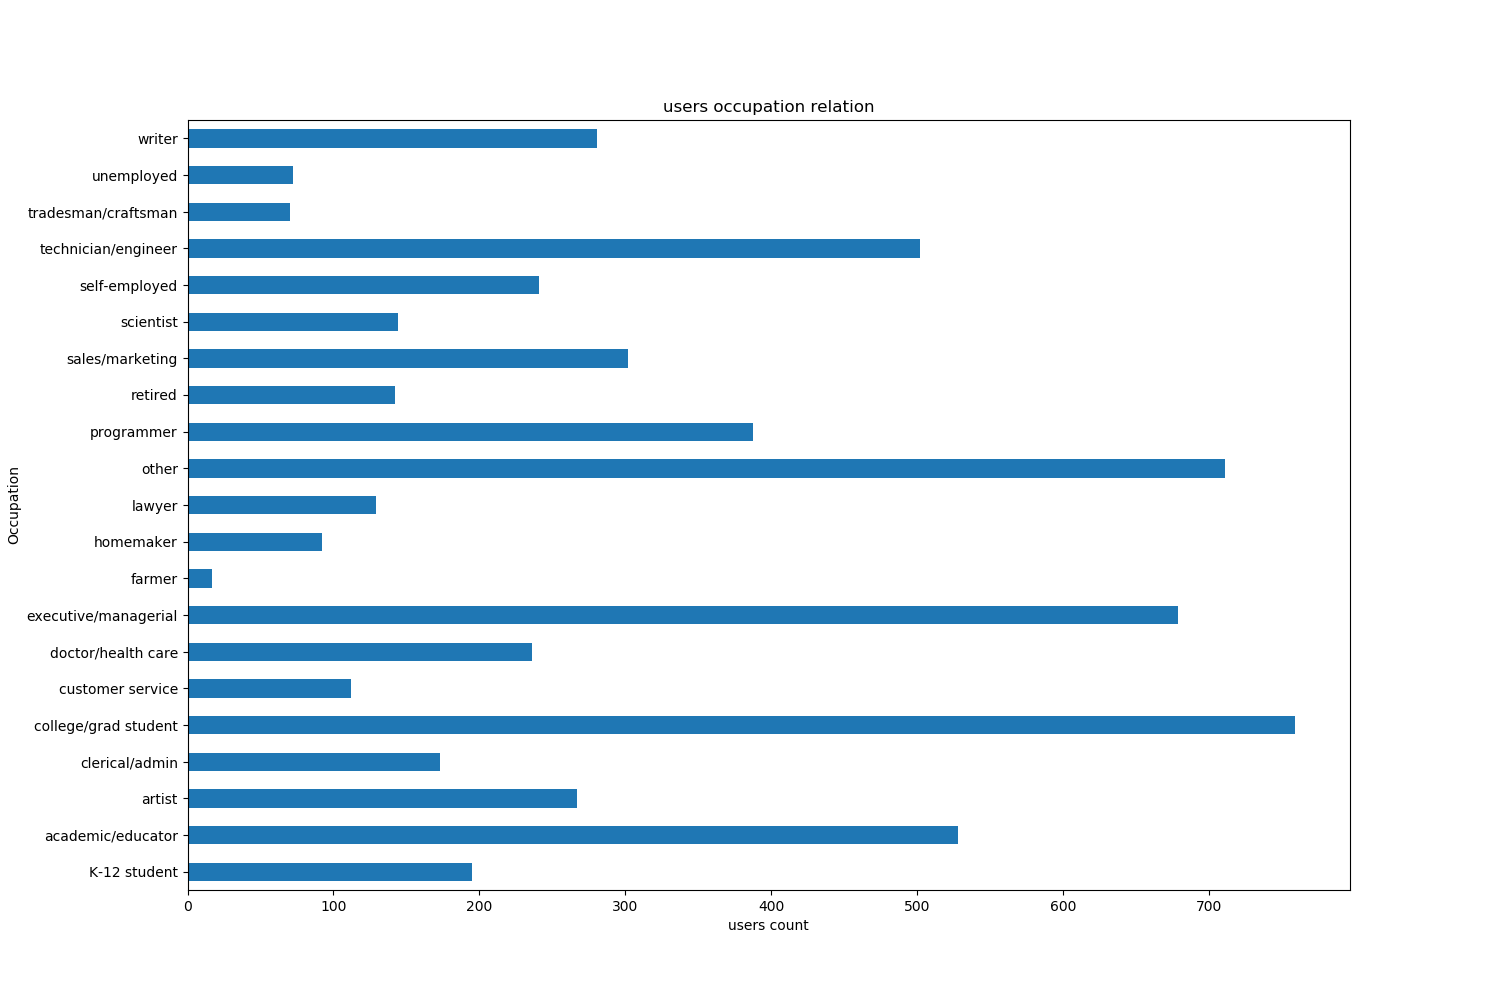 users occupation relation
writer
unemployed
tradesman/craftsman
technician/engineer
self-employed
scientist
sales/marketing
retired
programmer
other
lawyer
homemaker
farmer
executive/managerial
doctor/health care
customer service
college/grad student
clerical/admin
artist
academic/educator
K-12 student
Occupation
0 100 200 300 400 500 600 700
users count